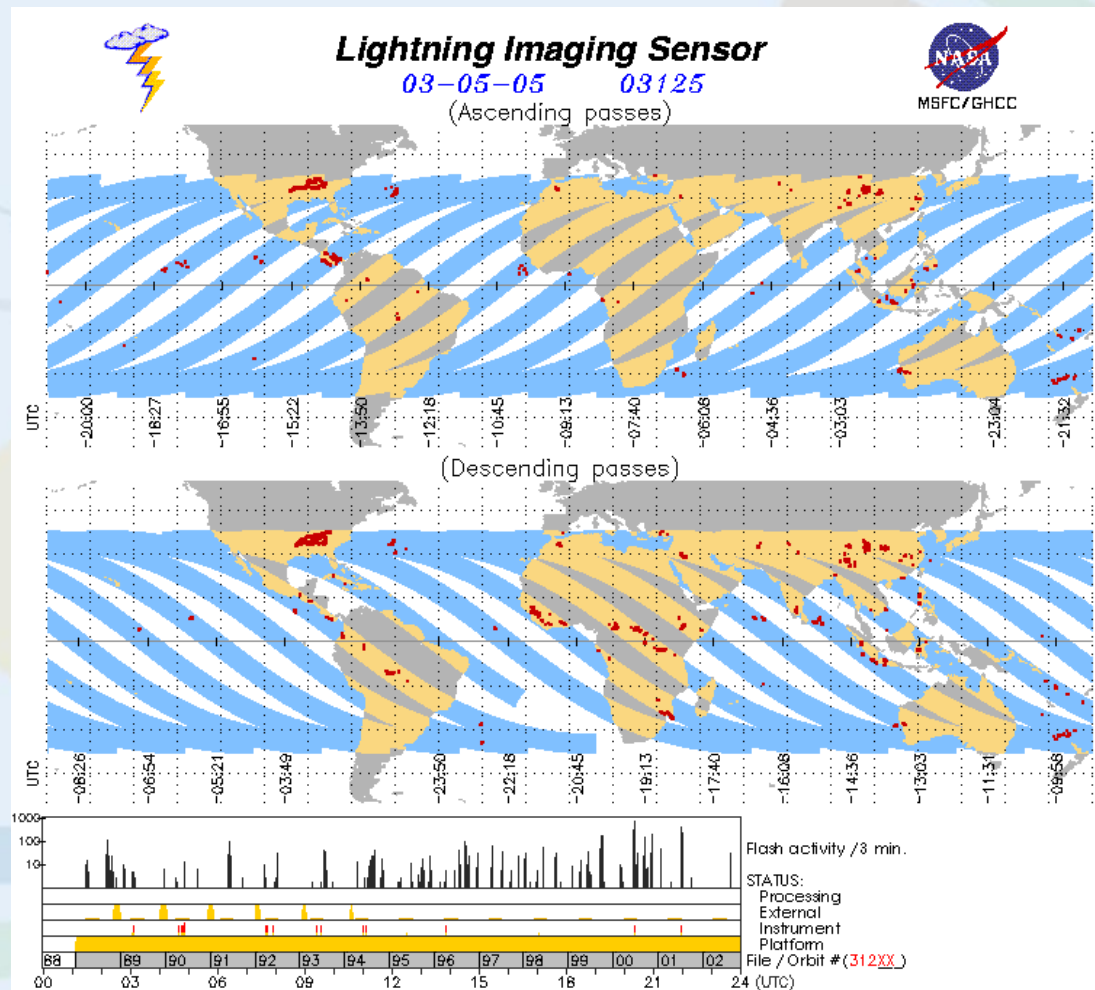 Lightning Imaging Sensor
03-05-05 03125
NASA
MSFC/GHCC
(Ascending passes)
UTC -20:00 -18:27 -16:55 -15:22 -13:50 -12:18 -10:45 -09:13 -07:40 -06:08 -04:36 -03:03 -23:04 -21:32
(Descending passes)
UTC -08:26 -06:54 -05:21 -03:49 -23:50 -22:18 -20:45 -19:13 -17:40 -16:08 -14:36 -13:03 -11:31 -09:58
1000
100
10
Flash activity /3 min.
STATUS:
Processing
External
Instrument
Platform
68 69 90 91 92 93 94 95 96 97 98 99 00 01 02 File / Orbit #(312XX)
00 03 06 09 12 15 18 21 24 (UTC)